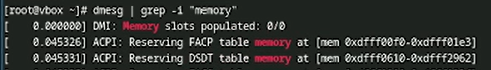 [root@vbox ~]# dmesg | grep -i "memory"
[    0.000000] DMI: Memory slots populated: 0/0
[    0.045326] ACPI: Reserving FACP table memory at [mem 0xdfff00f0-0xdfff01e3]
[    0.045331] ACPI: Reserving DSDT table memory at [mem 0xdfff0610-0xdfff2962]